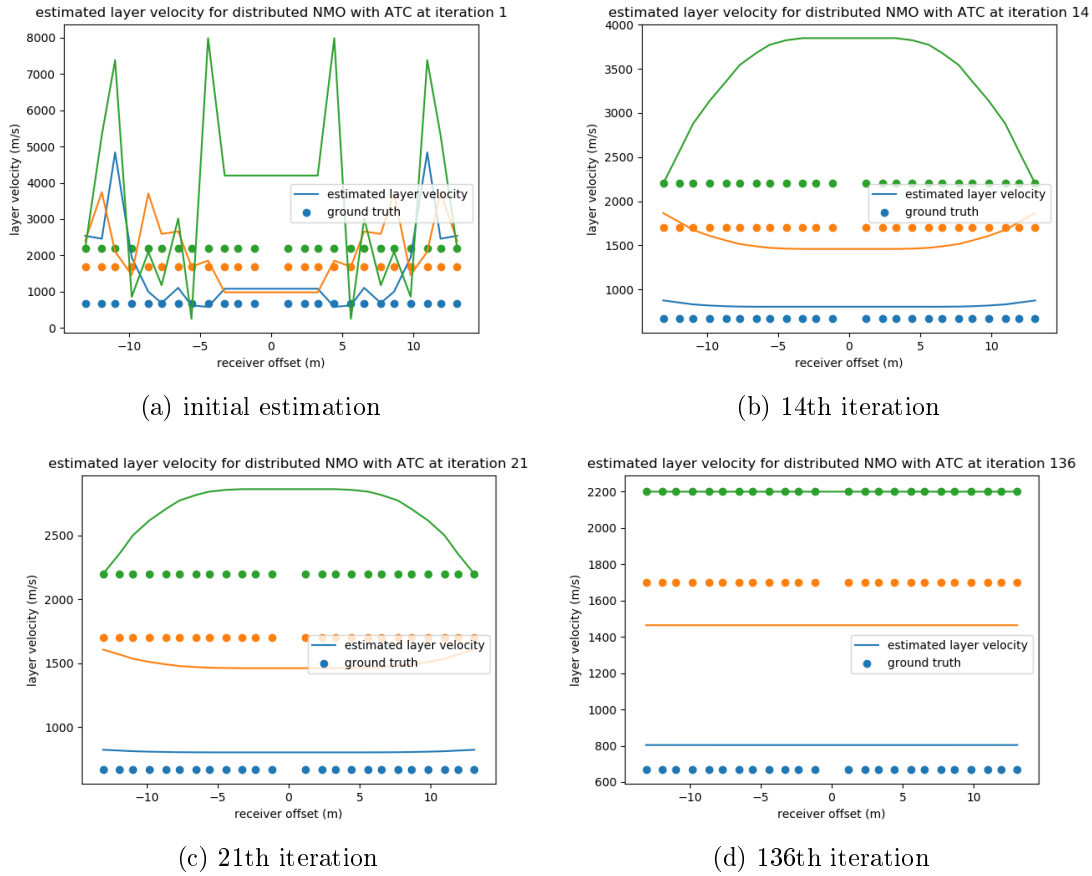 estimated layer velocity for distributed NMO with ATC at iteration 1
layer velocity (m/s)
8000
7000
6000
5000
4000
3000
2000
1000
0
estimated layer velocity
ground truth
−10
−5
0
5
10
receiver offset (m)
(a) initial estimation
estimated layer velocity for distributed NMO with ATC at iteration 14
layer velocity (m/s)
4000
3500
3000
2500
2000
1500
1000
estimated layer velocity
ground truth
−10
−5
0
5
10
receiver offset (m)
(b) 14th iteration
estimated layer velocity for distributed NMO with ATC at iteration 21
layer velocity (m/s)
2500
2000
1500
1000
estimated layer velocity
ground truth
−10
−5
0
5
10
receiver offset (m)
(c) 21th iteration
estimated layer velocity for distributed NMO with ATC at iteration 136
layer velocity (m/s)
2200
2000
1800
1600
1400
1200
1000
800
600
estimated layer velocity
ground truth
−10
−5
0
5
10
receiver offset (m)
(d) 136th iteration